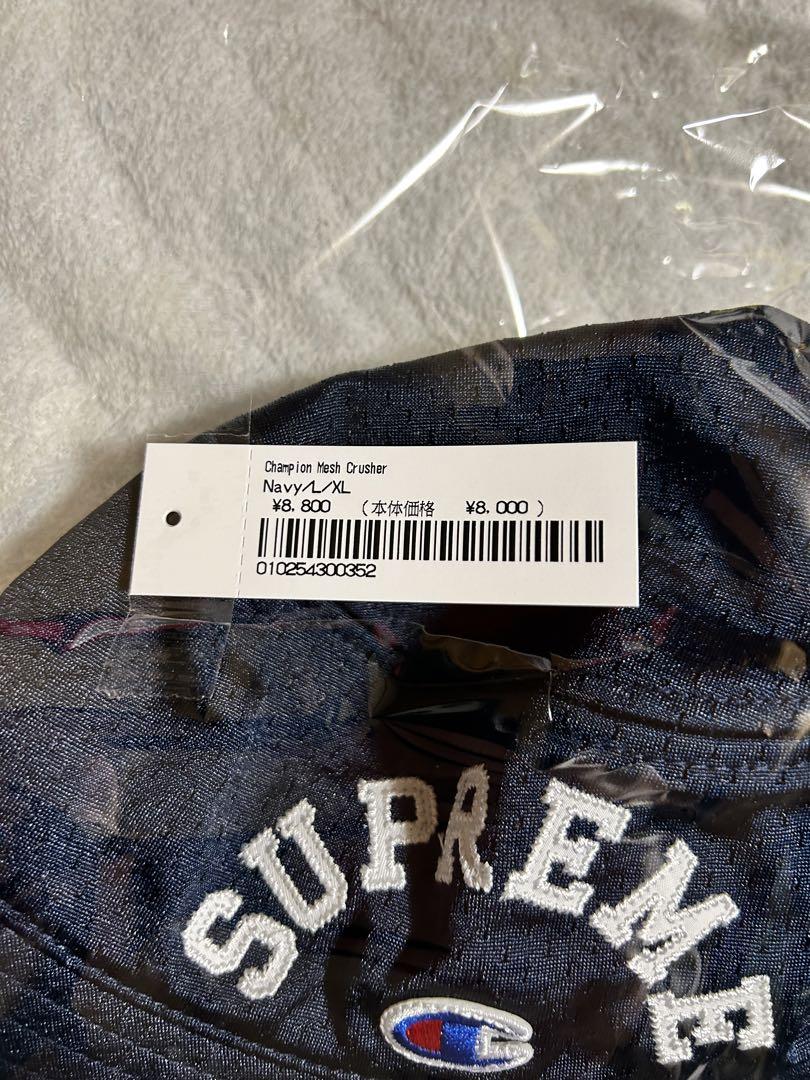 Champion Mesh Crusher
Navy/L/XL
¥8,800 (本体価格 ¥8,000)
010254300352
SUPREME